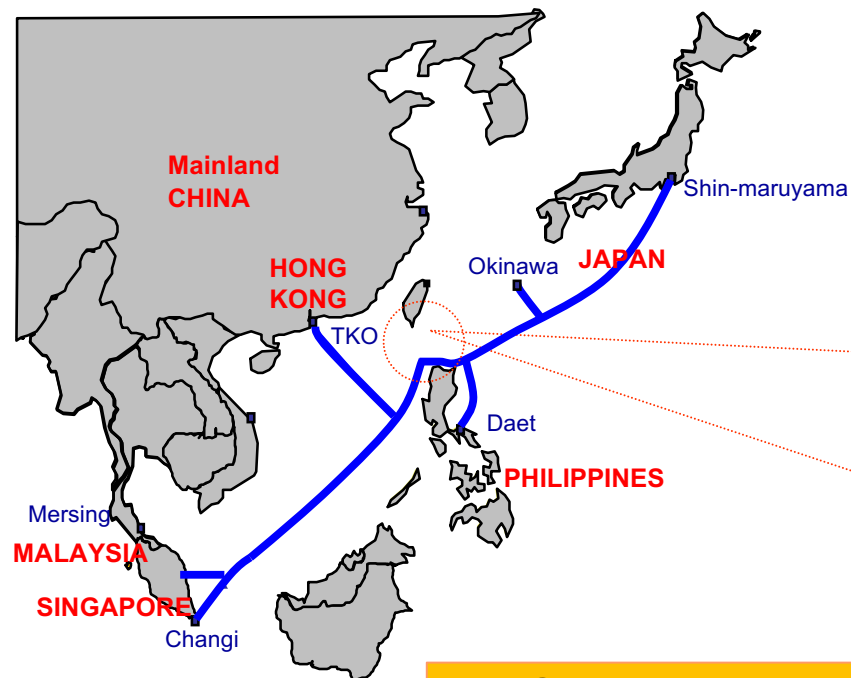 Mainland
CHINA
Shin-maruyama
HONG
KONG
Okinawa
JAPAN
TKO
Daet
PHILIPPINES
Mersing
MALAYSIA
SINGAPORE
Changi